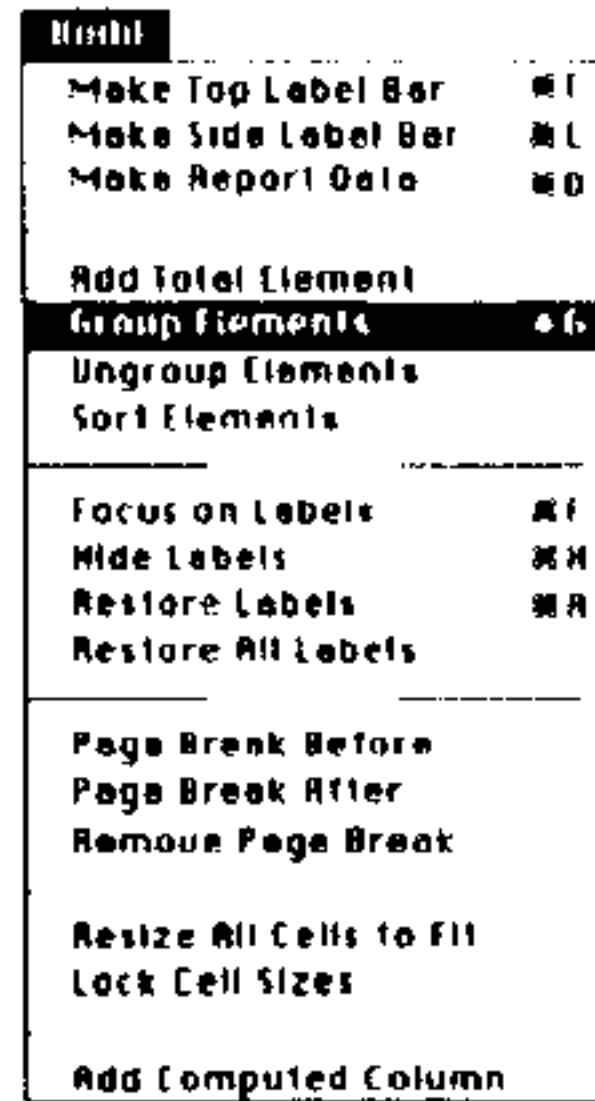 Make Top Label Bar ⌘T
Make Side Label Bar ⌘L
Make Report Data ⌘D
Add Total Element
Group Elements ⌘G
Ungroup Elements
Sort Elements
Focus on Labels ⌘F
Hide Labels ⌘H
Restore Labels ⌘R
Restore All Labels
Page Break Before
Page Break After
Remove Page Break
Resize All Cells to Fit
Lock Cell Sizes
Add Computed Column